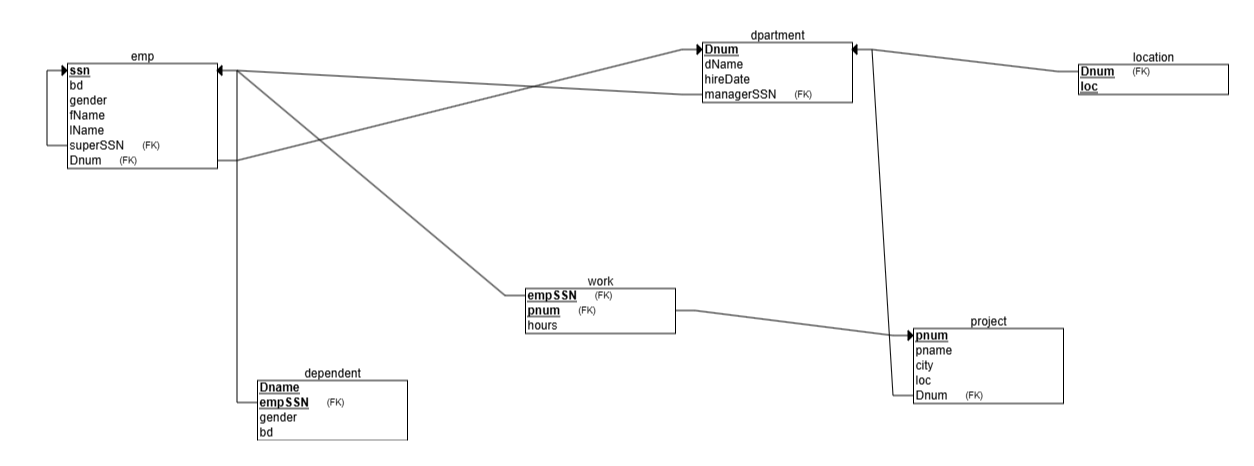 emp
ssn
bd
gender
fName
lName
superSSN (FK)
Dnum (FK)
dpartment
Dnum
dName
hireDate
managerSSN (FK)
location
Dnum (FK)
loc
work
empSSN (FK)
pnum (FK)
hours
project
pnum
pname
city
loc
Dnum (FK)
dependent
Dname
empSSN (FK)
gender
bd